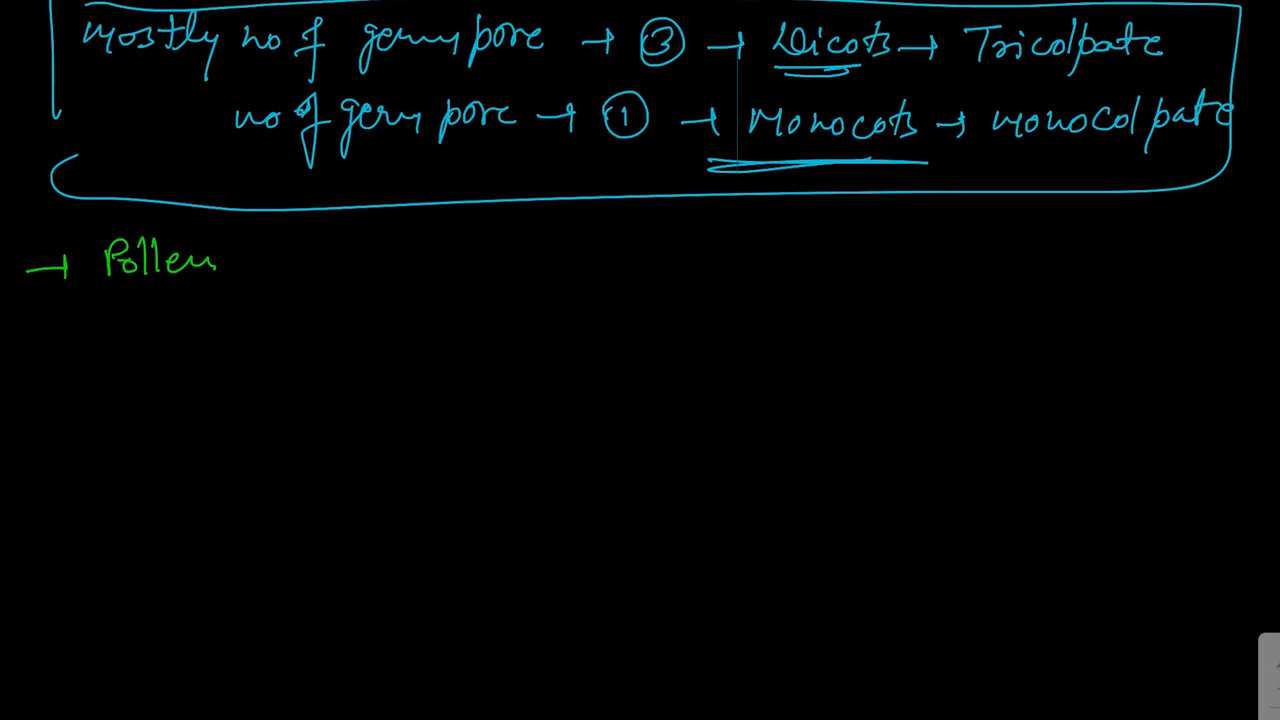 Mostly no of germ pore → ③ → Dicots → Tricolpate
no of germ pore → ① → Monocots → monocolpate
→ Pollen